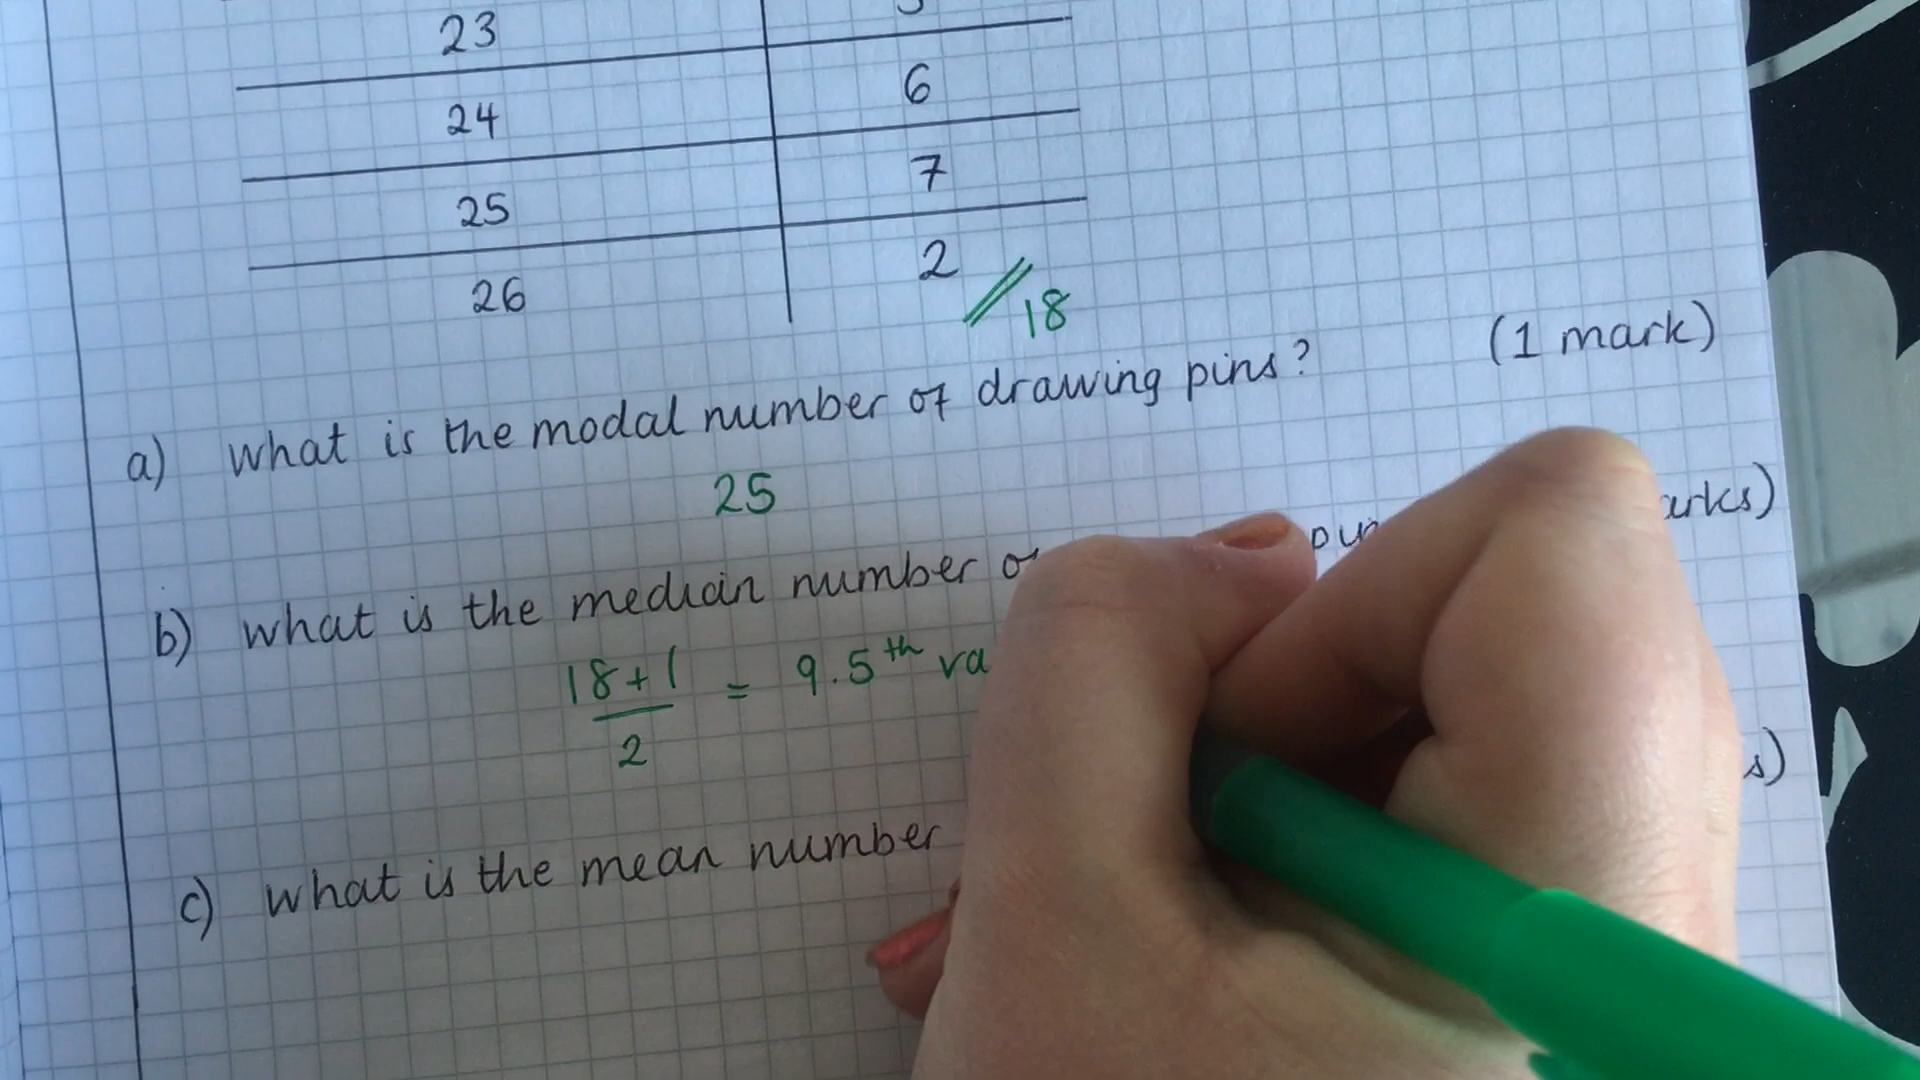 23
24 6
25 7
26 2
18
a) what is the modal number of drawing pins? (1 mark)
25
b) what is the median number
18+1 = 9.5th
2
c) what is the mean number